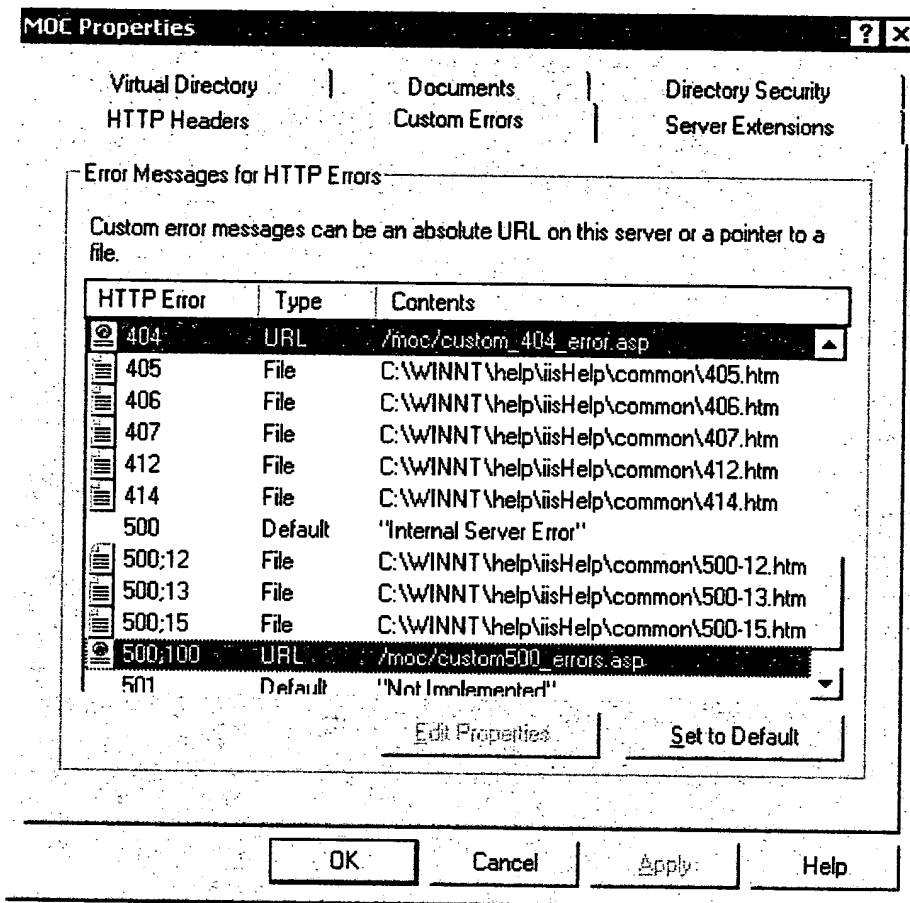 MOC Properties ? X
Virtual Directory Documents Directory Security
HTTP Headers Custom Errors Server Extensions
Error Messages for HTTP Errors
Custom error messages can be an absolute URL on this server or a pointer to a
file.
HTTP Error Type Contents
404 URL /moc/custom_404_error.asp
405 File C:\WINNT\help\iisHelp\common\405.htm
406 File C:\WINNT\help\iisHelp\common\406.htm
407 File C:\WINNT\help\iisHelp\common\407.htm
412 File C:\WINNT\help\iisHelp\common\412.htm
414 File C:\WINNT\help\iisHelp\common\414.htm
500 Default "Internal Server Error"
500;12 File C:\WINNT\help\iisHelp\common\500-12.htm
500;13 File C:\WINNT\help\iisHelp\common\500-13.htm
500;15 File C:\WINNT\help\iisHelp\common\500-15.htm
500;100 URL /moc/custom500_errors.asp
501 Default "Not Implemented"
Edit Properties Set to Default
OK Cancel Apply Help